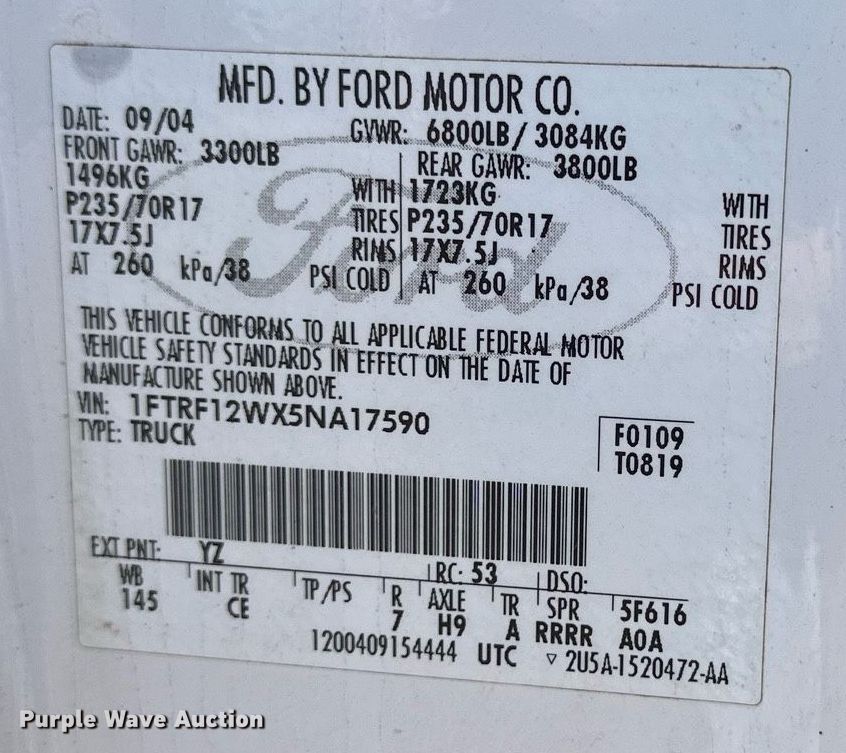 MFD. BY FORD MOTOR CO.
DATE: 09/04 GVWR: 6800LB/ 3084KG
FRONT GAWR: 3300LB REAR GAWR: 3800LB
1496KG WITH 1723KG WITH
P235/70R17 TIRES P235/70R17 TIRES
17X7.5J RIMS 17X7.5J RIMS
AT 260 kPa/38 PSI COLD AT 260 kPa/38 PSI COLD
Ford
THIS VEHICLE CONFORMS TO ALL APPLICABLE FEDERAL MOTOR
VEHICLE SAFETY STANDARDS IN EFFECT ON THE DATE OF
MANUFACTURE SHOWN ABOVE.
VIN: 1FTRF12WX5NA17590 F0109
TYPE: TRUCK T0819
EXT PNT: YZ RC: 53 DSO:
WB INT TR TP/PS R AXLE TR SPR 5F616
145 CE 7 H9 A RRRR A0A
1200409154444 UTC ▽ 2U5A-1520472-AA
Purple Wave Auction